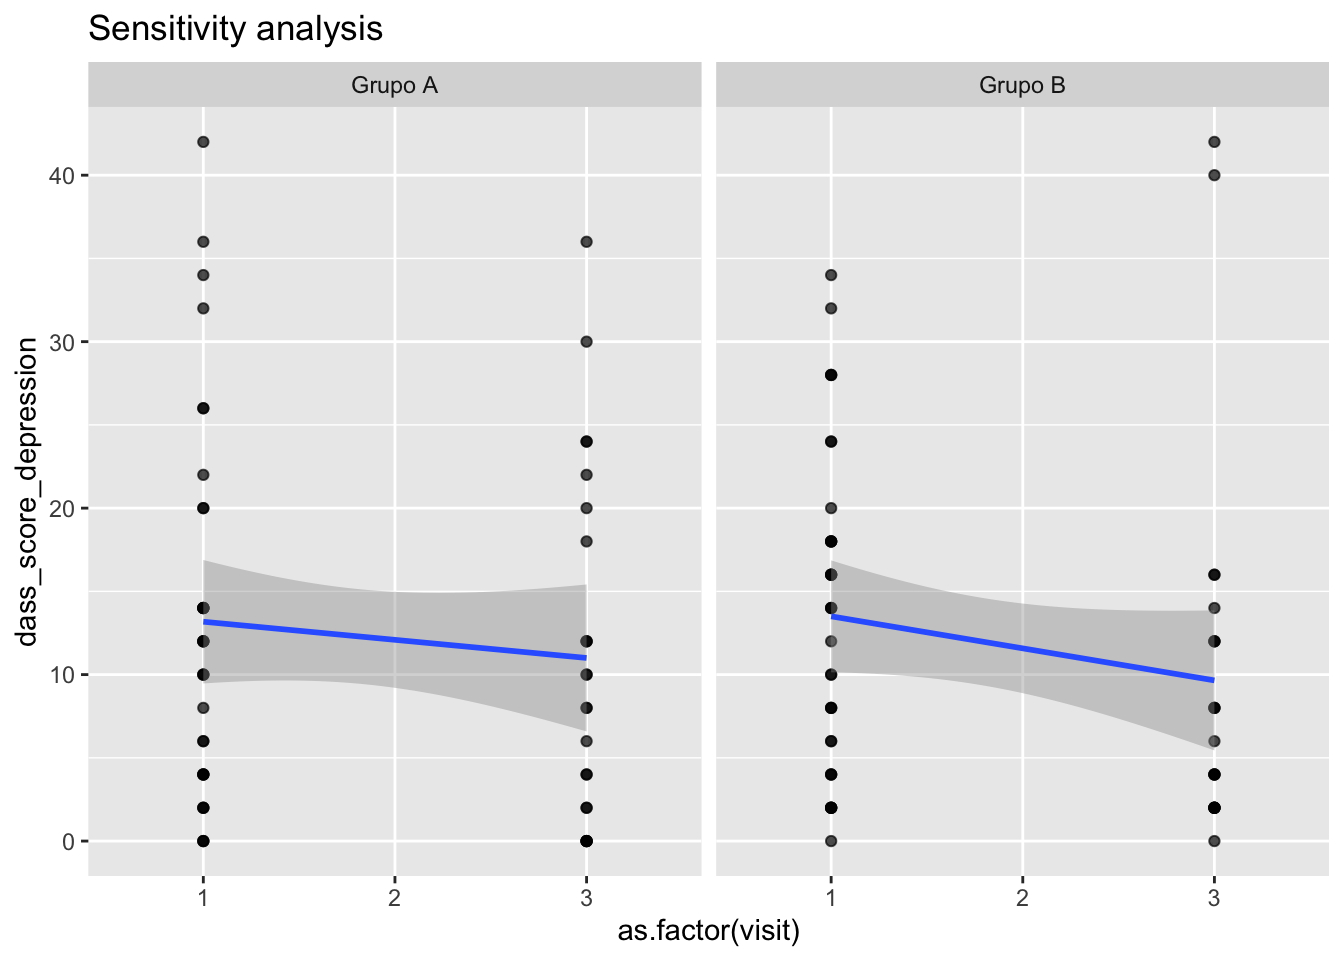 Sensitivity analysis
Grupo A
Grupo B
dass_score_depression
40
30
20
10
0
1 2 3
1 2 3
as.factor(visit)